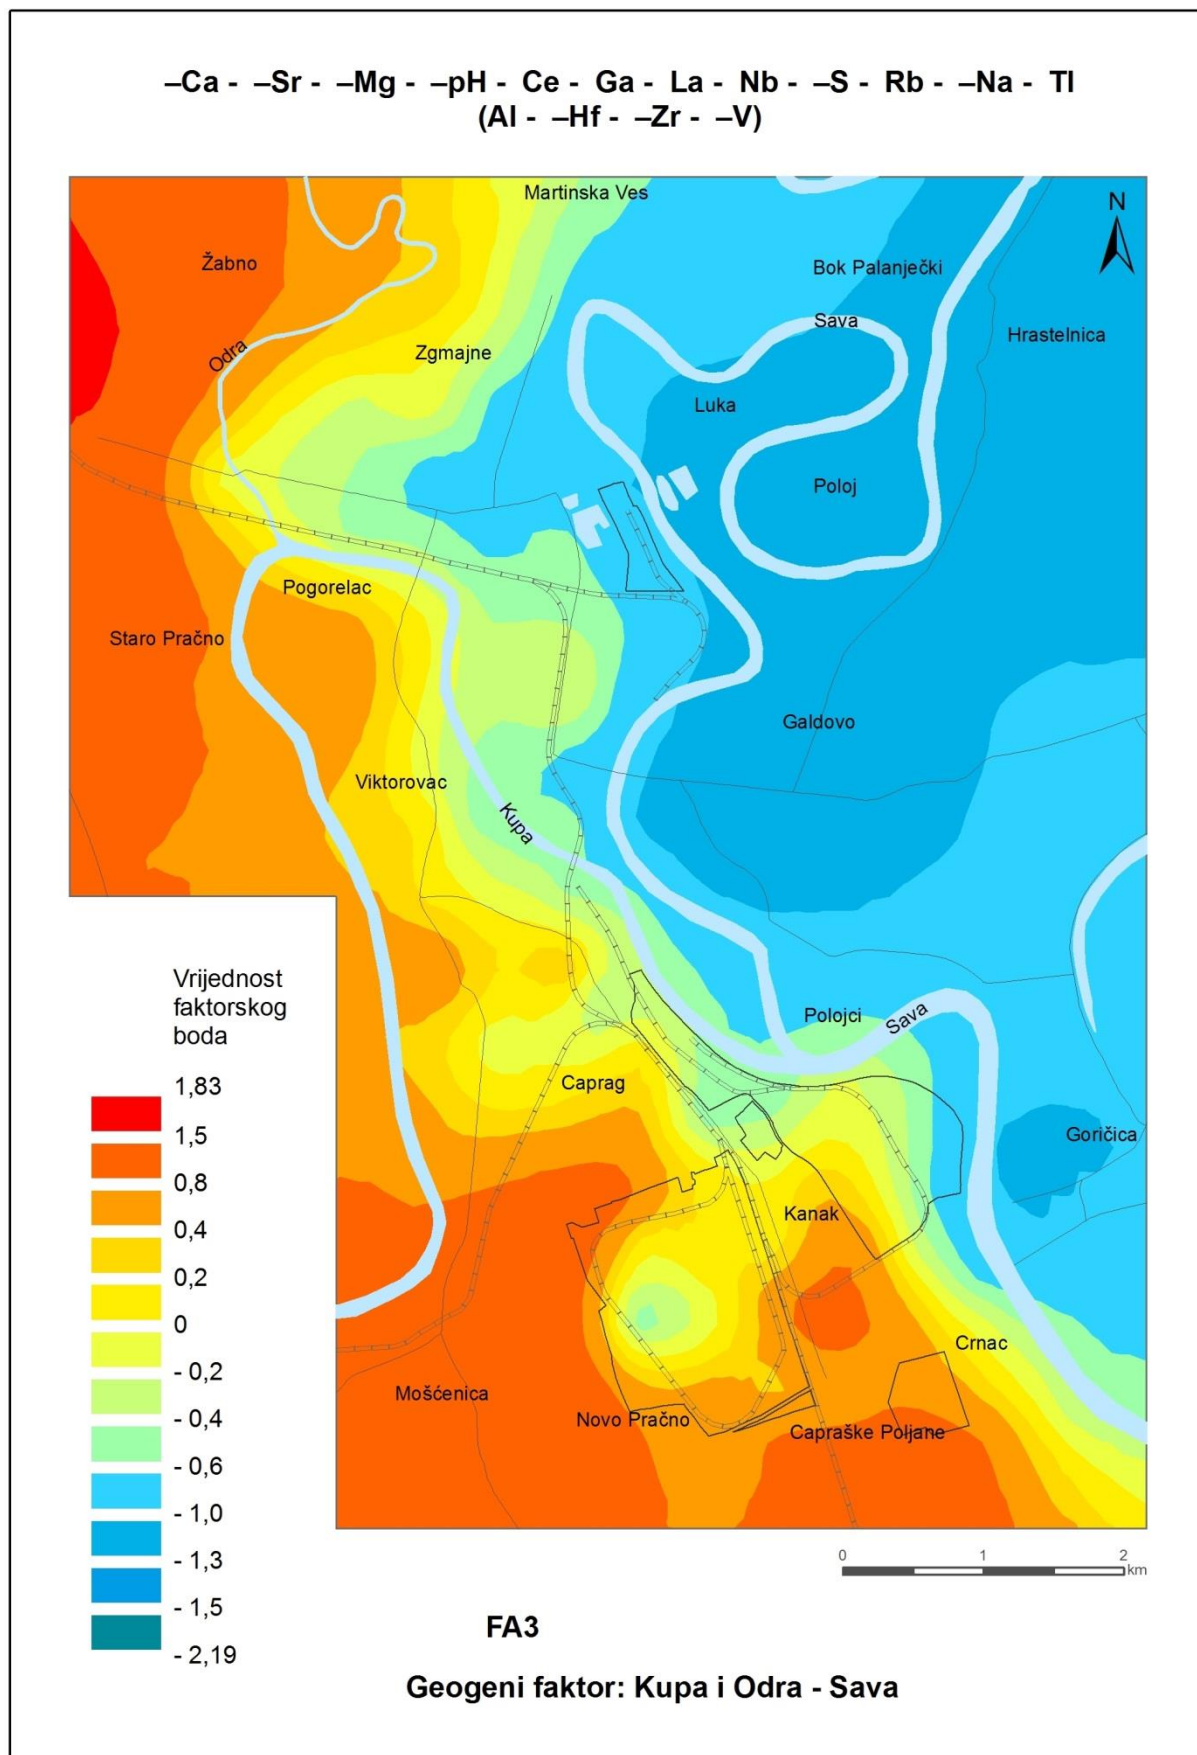 –Ca - –Sr - –Mg - –pH - Ce - Ga - La - Nb - –S - Rb - –Na - Tl
(Al - –Hf - –Zr - –V)
Martinska Ves
N
Žabno
Bok Palanječki
Sava
Hrastelnica
Odra
Zgmajne
Luka
Poloj
Pogorelac
Staro Pračno
Galdovo
Viktorovac
Kupa
Polojci
Sava
Caprag
Goričica
Kanak
Crnac
Mošćenica
Novo Pračno
Capraške Poljane
Vrijednost
faktorskog
boda
1,83
1,5
0,8
0,4
0,2
0
- 0,2
- 0,4
- 0,6
- 1,0
- 1,3
- 1,5
- 2,19
0 1 2
km
FA3
Geogeni faktor: Kupa i Odra - Sava